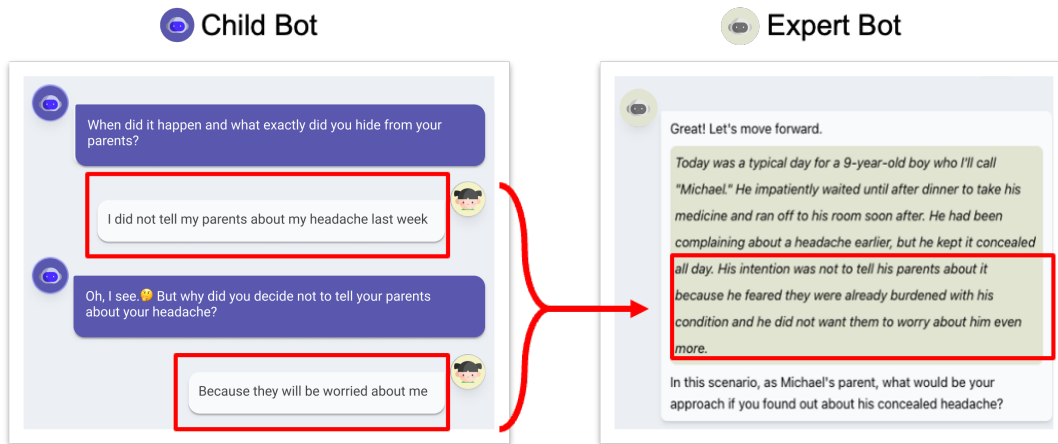 Child Bot
Expert Bot
When did it happen and what exactly did you hide from your
parents?
I did not tell my parents about my headache last week
Oh, I see.🤔 But why did you decide not to tell your parents
about your headache?
Because they will be worried about me
Great! Let's move forward.
Today was a typical day for a 9-year-old boy who I'll call
"Michael." He impatiently waited until after dinner to take his
medicine and ran off to his room soon after. He had been
complaining about a headache earlier, but he kept it concealed
all day. His intention was not to tell his parents about it
because he feared they were already burdened with his
condition and he did not want them to worry about him even
more.
In this scenario, as Michael's parent, what would be your
approach if you found out about his concealed headache?